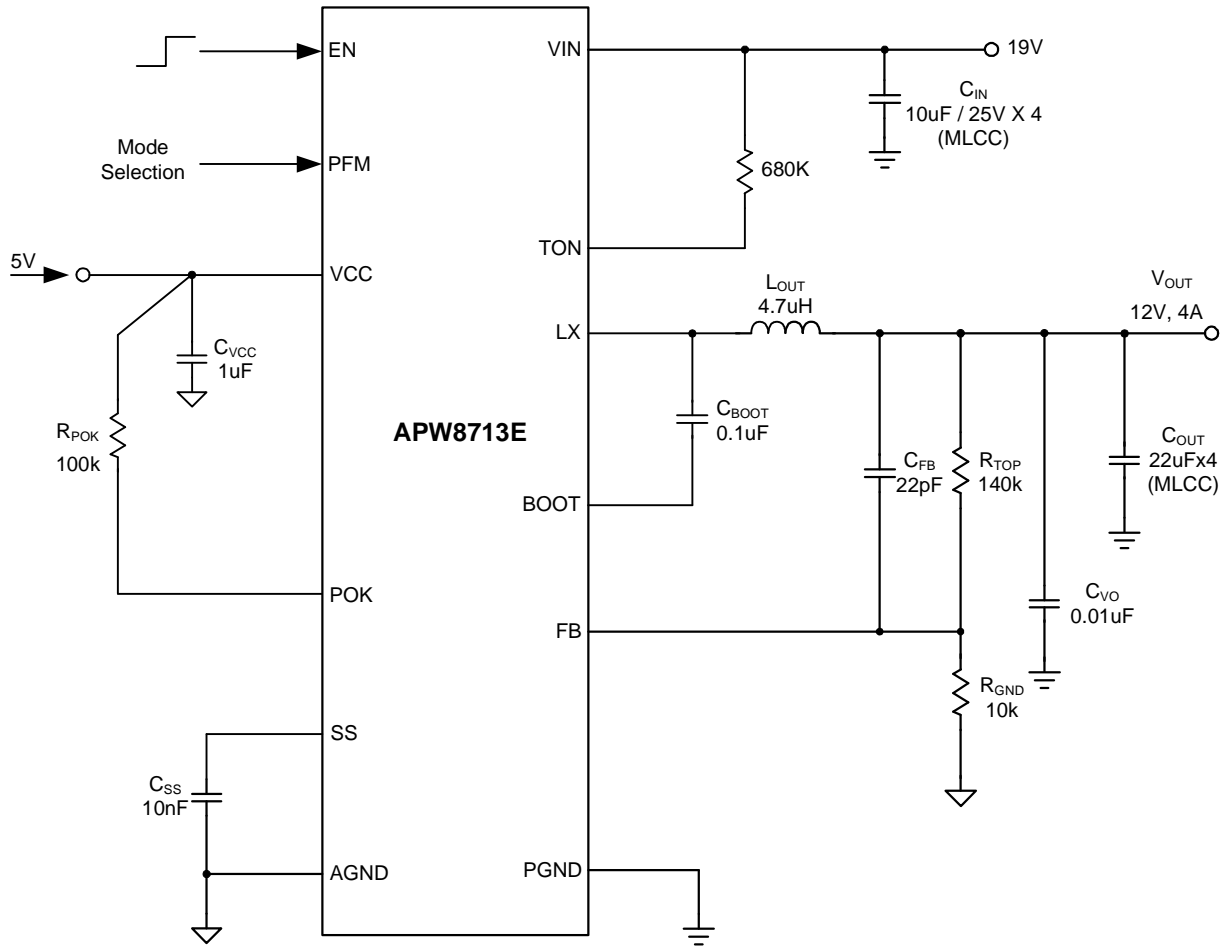 EN
VIN
19V
C_IN
10uF / 25V X 4
(MLCC)
Mode
Selection
PFM
680K
TON
5V
VCC
L_OUT
4.7uH
V_OUT
12V, 4A
LX
C_VCC
1uF
C_BOOT
0.1uF
R_POK
100k
APW8713E
C_FB
22pF
R_TOP
140k
C_OUT
22uFx4
(MLCC)
BOOT
POK
C_VO
0.01uF
FB
R_GND
10k
SS
C_SS
10nF
AGND
PGND